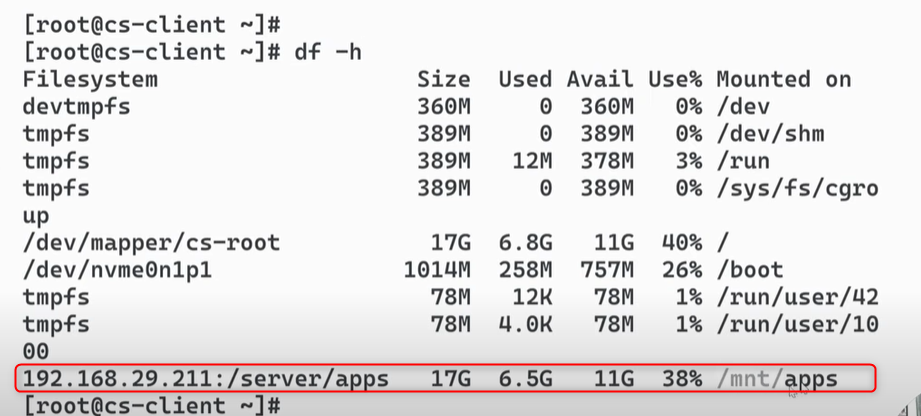 [root@cs-client ~]#
[root@cs-client ~]# df -h
Filesystem                   Size  Used Avail Use% Mounted on
devtmpfs                     360M     0  360M   0% /dev
tmpfs                        389M     0  389M   0% /dev/shm
tmpfs                        389M   12M  378M   3% /run
tmpfs                        389M     0  389M   0% /sys/fs/cgro
up
/dev/mapper/cs-root           17G  6.8G   11G  40% /
/dev/nvme0n1p1              1014M  258M  757M  26% /boot
tmpfs                         78M   12K   78M   1% /run/user/42
tmpfs                         78M  4.0K   78M   1% /run/user/10
00
192.168.29.211:/server/apps   17G  6.5G   11G  38% /mnt/apps
[root@cs-client ~]#